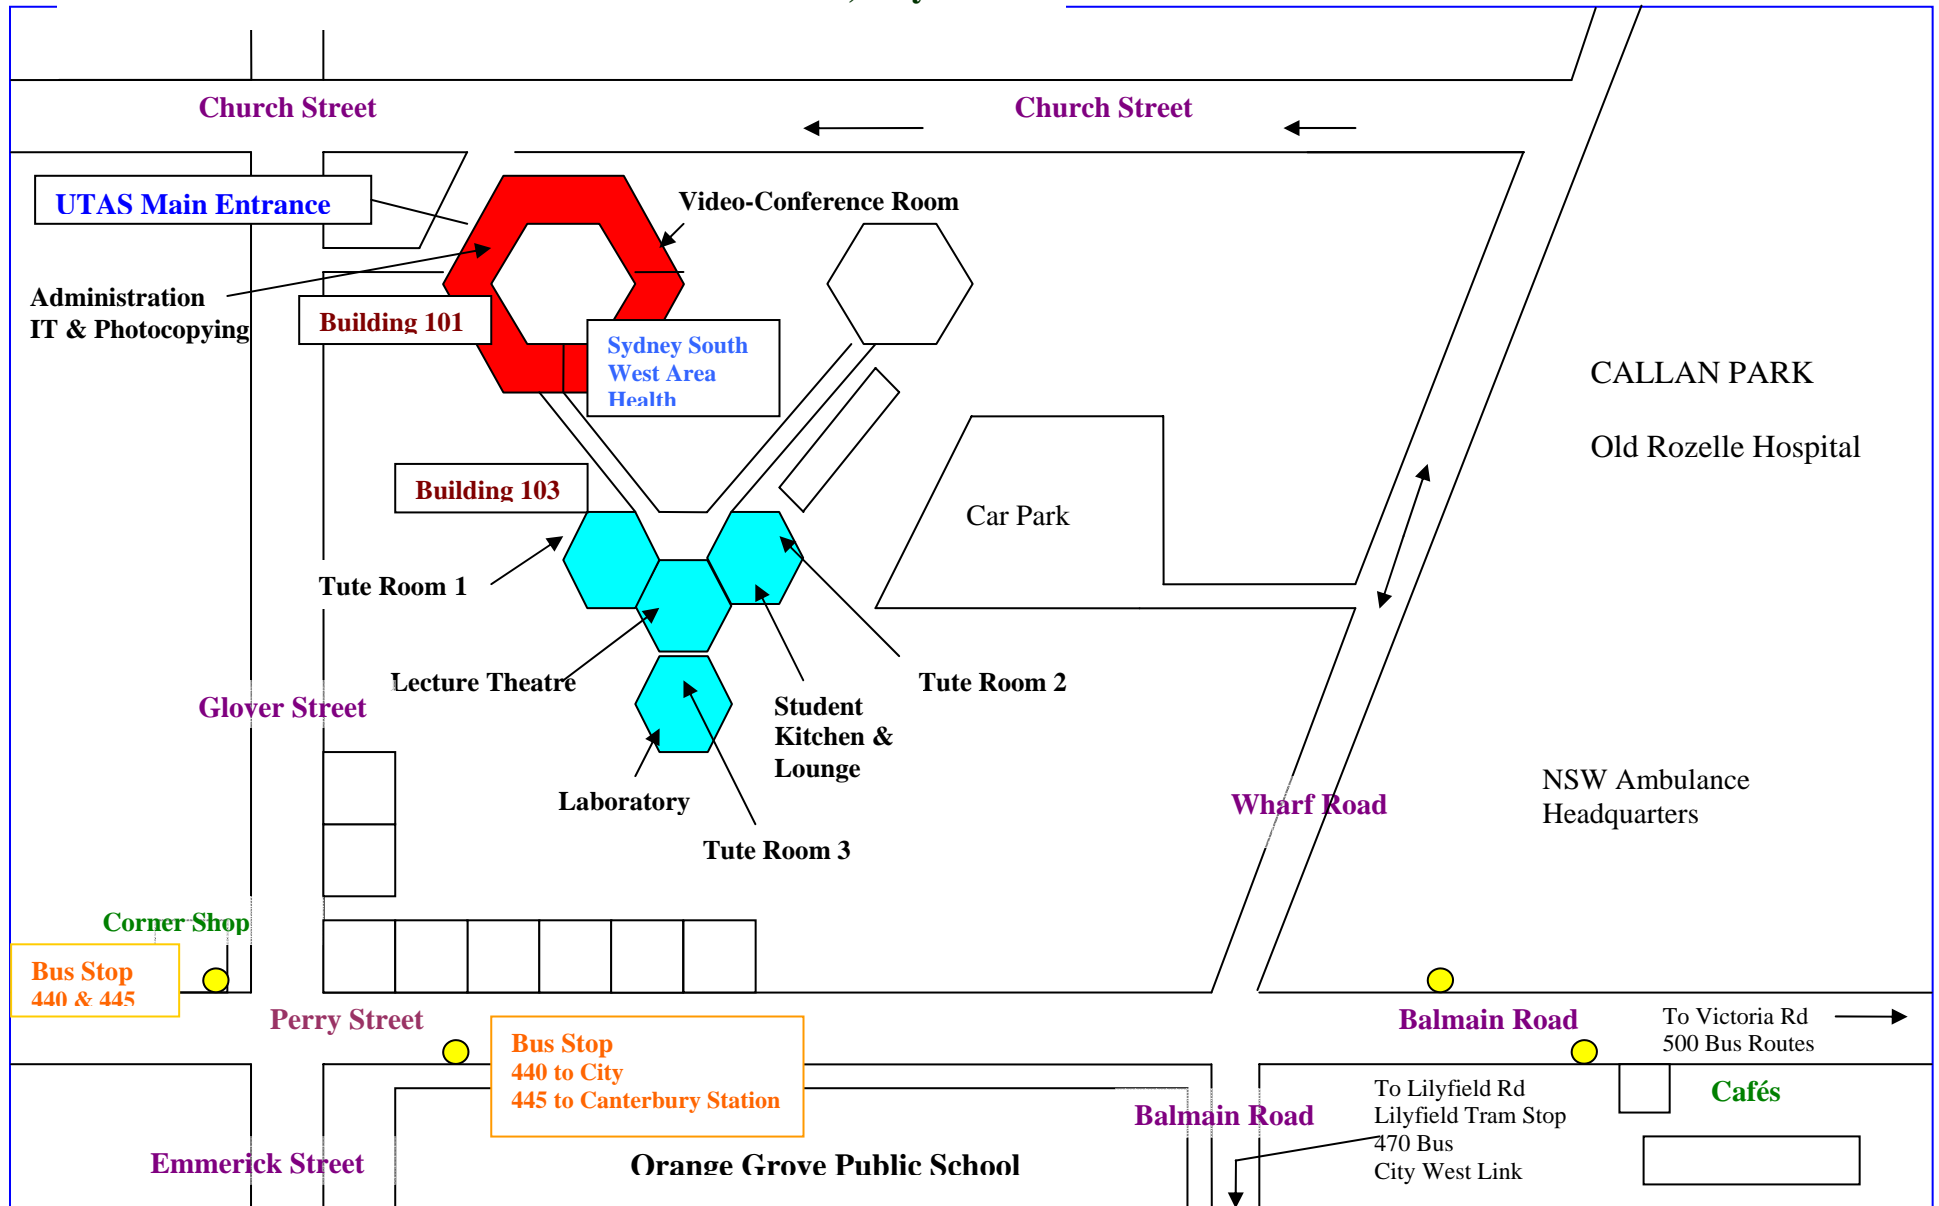 Church Street
Church Street
UTAS Main Entrance
Video-Conference Room
Administration
IT & Photocopying
Building 101
Sydney South
West Area
Health
CALLAN PARK
Old Rozelle Hospital
Building 103
Car Park
Tute Room 1
Lecture Theatre
Tute Room 2
Glover Street
Student
Kitchen &
Lounge
Laboratory
Tute Room 3
Wharf Road
NSW Ambulance
Headquarters
Corner Shop
Bus Stop
440 & 445
Perry Street
Bus Stop
440 to City
445 to Canterbury Station
Balmain Road
To Victoria Rd
500 Bus Routes
Balmain Road
To Lilyfield Rd
Lilyfield Tram Stop
470 Bus
City West Link
Cafés
Emmerick Street
Orange Grove Public School